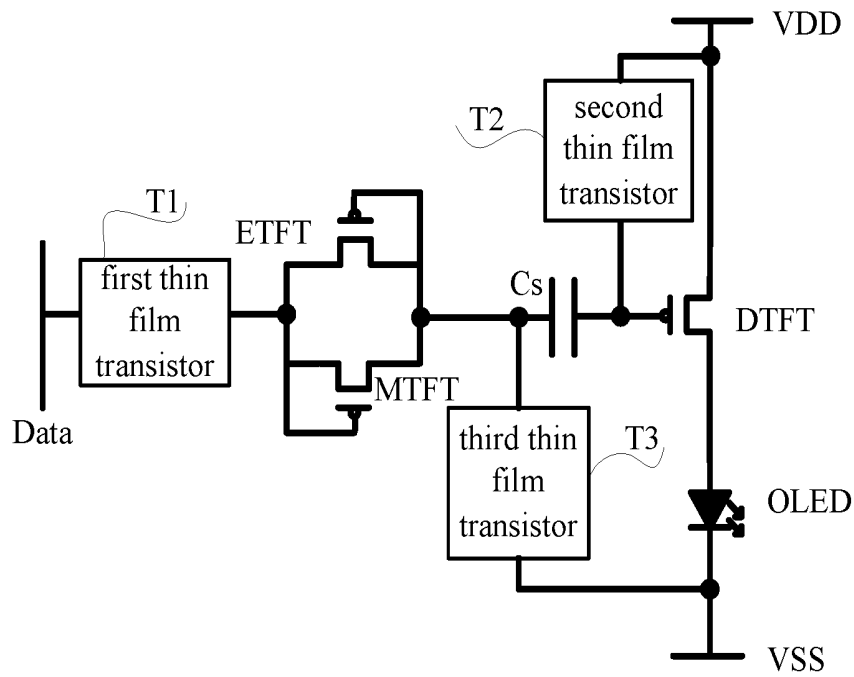 VDD
T2
second
thin film
transistor
T1
ETFT
first thin
film
transistor
Cs
DTFT
MTFT
Data
third thin
film
transistor
T3
OLED
VSS